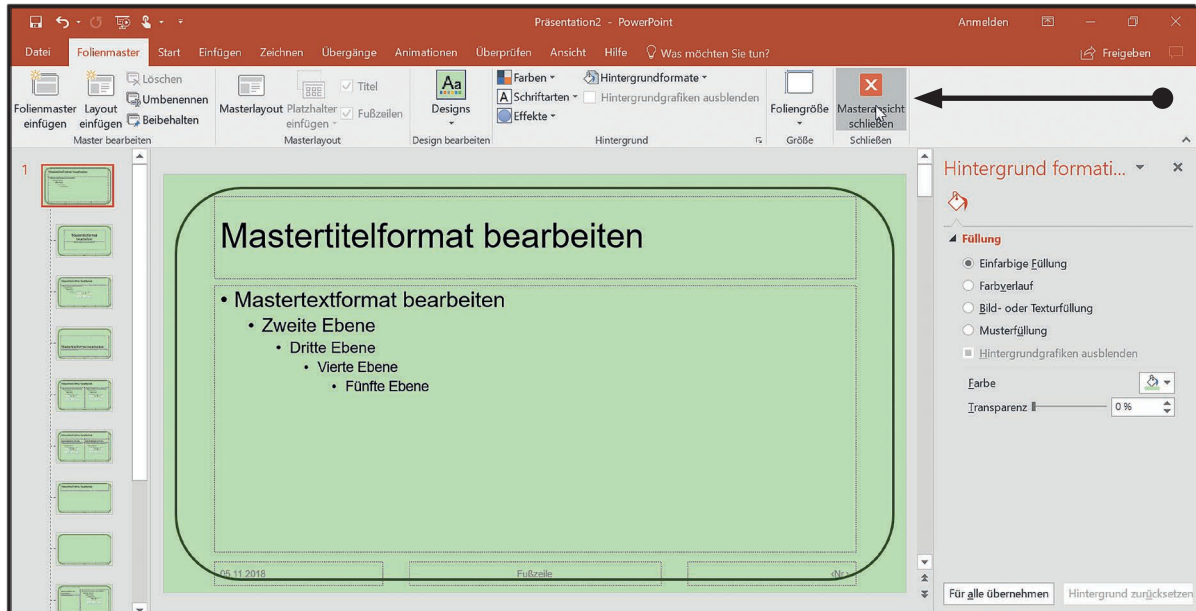 Präsentation2 - PowerPoint
Anmelden
Datei Folienmaster Start Einfügen Zeichnen Übergänge Animationen Überprüfen Ansicht Hilfe Was möchten Sie tun? Freigeben
Folienmaster einfügen
Layout einfügen
Löschen
Umbenennen
Beibehalten
Master bearbeiten
Masterlayout
Platzhalter einfügen
Titel
Fußzeilen
Masterlayout
Aa
Designs
Design bearbeiten
Farben
A Schriftarten
Effekte
Hintergrundformate
Hintergrundgrafiken ausblenden
Hintergrund
Foliengröße
Größe
Masteransicht schließen
Schließen
1
Mastertitelformat bearbeiten
• Mastertextformat bearbeiten
• Zweite Ebene
• Dritte Ebene
• Vierte Ebene
• Fünfte Ebene
05.11.2018 Fußzeile ‹Nr.›
Hintergrund formati...
Füllung
Einfarbige Füllung
Farbverlauf
Bild- oder Texturfüllung
Musterfüllung
Hintergrundgrafiken ausblenden
Farbe
Transparenz 0 %
Für alle übernehmen Hintergrund zurücksetzen